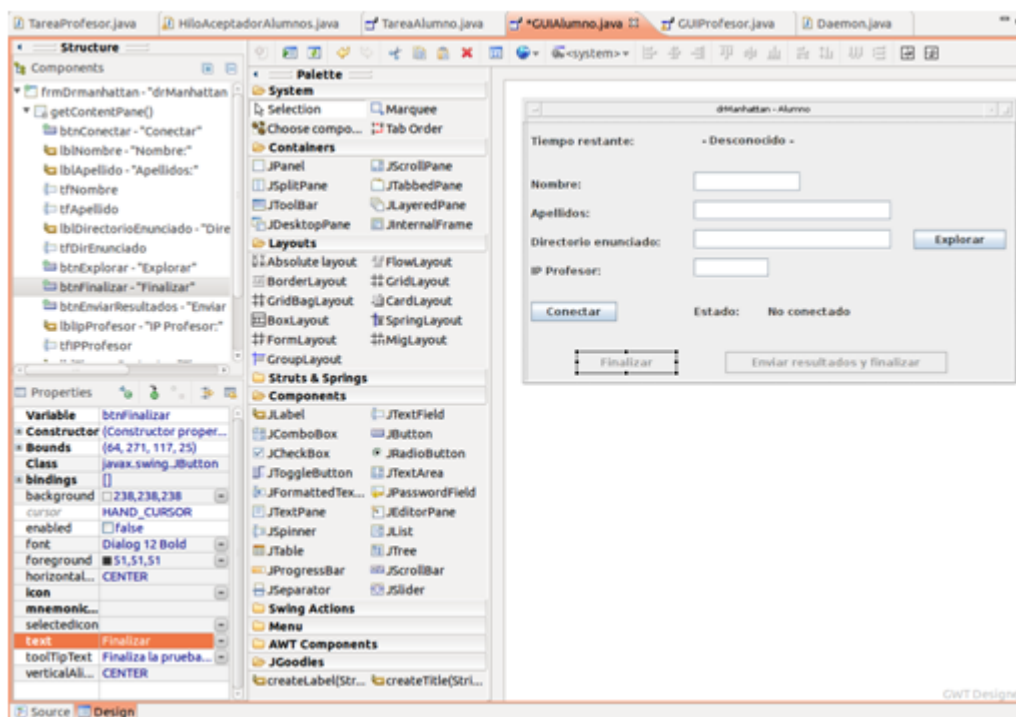 TareaProfesor.java
HiloAceptadorAlumnos.java
TareaAlumno.java
*GUIAlumno.java
GUIProfesor.java
Daemon.java
Structure
Components
frmDrmanhattan - "drManhattan
getContentPane()
btnConectar - "Conectar"
lblNombre - "Nombre:"
lblApellido - "Apellidos:"
tfNombre
tfApellido
lblDirectorioEnunciado - "Dire
tfDirEnunciado
btnExplorar - "Explorar"
btnFinalizar - "Finalizar"
btnEnviarResultados - "Enviar
lblIpProfesor - "IP Profesor:"
tfIPProfesor
Properties
Variable btnFinalizar
Constructor (Constructor proper...
Bounds (64, 271, 117, 25)
Class javax.swing.JButton
bindings []
background 238,238,238
cursor HAND_CURSOR
enabled false
font Dialog 12 Bold
foreground 51,51,51
horizontal... CENTER
icon
mnemonic...
selectedIcon
text Finalizar
toolTipText Finaliza la prueba...
verticalAli... CENTER
Source Design
<system>
Palette
System
Selection Marquee
Choose compo... Tab Order
Containers
JPanel JScrollPane
JSplitPane JTabbedPane
JToolBar JLayeredPane
JDesktopPane JInternalFrame
Layouts
Absolute layout FlowLayout
BorderLayout GridLayout
GridBagLayout CardLayout
BoxLayout SpringLayout
FormLayout MigLayout
GroupLayout
Struts & Springs
Components
JLabel JTextField
JComboBox JButton
JCheckBox JRadioButton
JToggleButton JTextArea
JFormattedTex... JPasswordField
JTextPane JEditorPane
JSpinner JList
JTable JTree
JProgressBar JScrollBar
JSeparator JSlider
Swing Actions
Menu
AWT Components
JGoodies
createLabel(Str... createTitle(Stri...
drManhattan - Alumno
Tiempo restante: - Desconocido -
Nombre:
Apellidos:
Directorio enunciado: Explorar
IP Profesor:
Conectar Estado: No conectado
Finalizar Enviar resultados y finalizar
GWT Designe